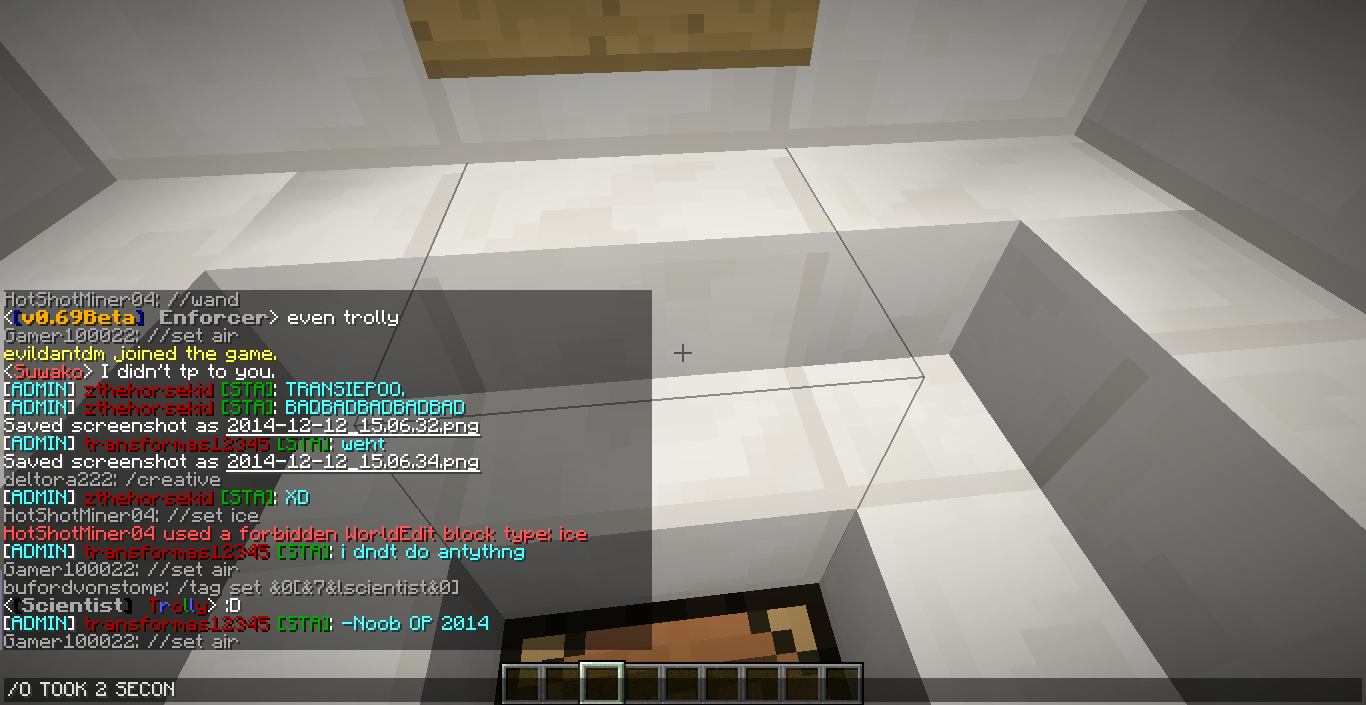 HotShotMiner04: //wand
<[v0.69Beta] Enforcer> even trolly
Gamer100022: //set air
evildantdm joined the game.
<Suwako> I didn't tp to you.
[ADMIN] zthehorsekid [STA]: TRANSIEPOO.
[ADMIN] zthehorsekid [STA]: BADBADBADBADBAD
Saved screenshot as 2014-12-12_15.06.32.png
[ADMIN] transformas12345 [STA]: weht
Saved screenshot as 2014-12-12_15.06.34.png
deltora222: /creative
[ADMIN] zthehorsekid [STA]: XD
HotShotMiner04: //set ice
HotShotMiner04 used a forbidden WorldEdit block type: ice
[ADMIN] transformas12345 [STA]: i dndt do antythng
Gamer100022: //set air
bufordvonstomp: /tag set &0[&7&lscientist&0]
<[Scientist] Trolly> :D
[ADMIN] transformas12345 [STA]: -Noob OP 2014
Gamer100022: //set air
/O TOOK 2 SECON